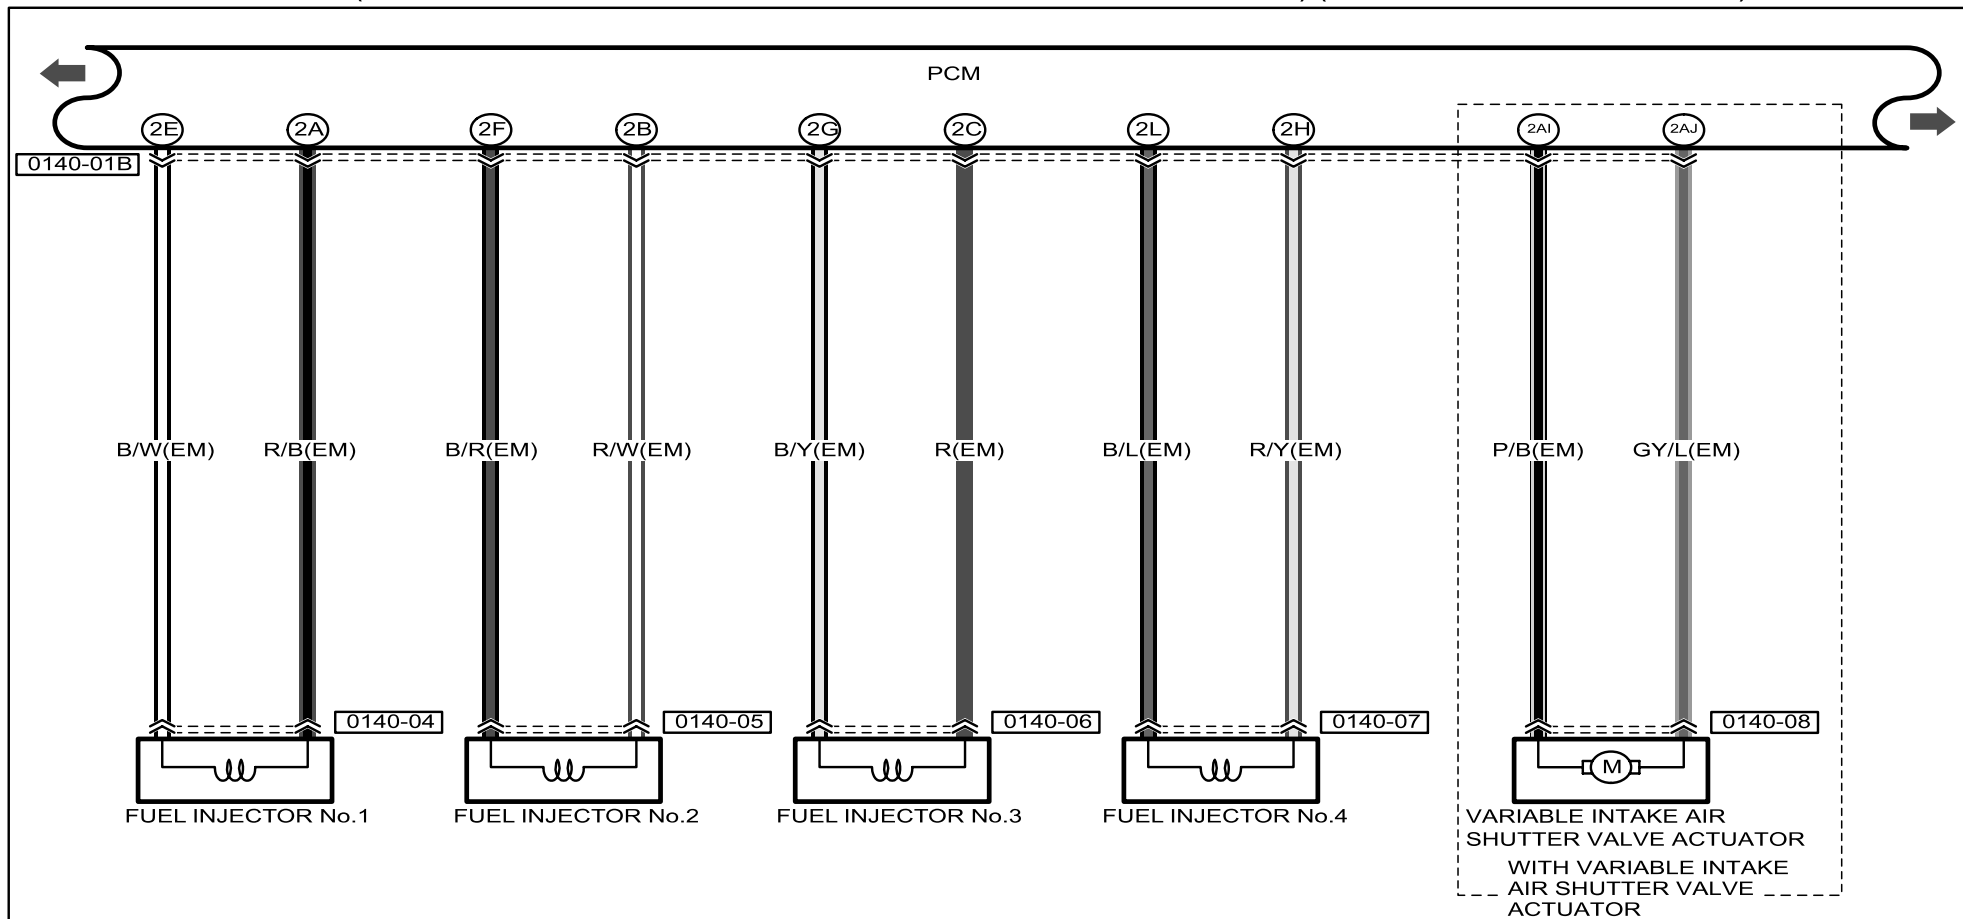 PCM
2E
2A
2F
2B
2G
2C
2L
2H
2AI
2AJ
0140-01B
B/W(EM)
R/B(EM)
B/R(EM)
R/W(EM)
B/Y(EM)
R(EM)
B/L(EM)
R/Y(EM)
P/B(EM)
GY/L(EM)
0140-04
0140-05
0140-06
0140-07
0140-08
M
FUEL INJECTOR No.1
FUEL INJECTOR No.2
FUEL INJECTOR No.3
FUEL INJECTOR No.4
VARIABLE INTAKE AIR
SHUTTER VALVE ACTUATOR
WITH VARIABLE INTAKE
AIR SHUTTER VALVE
ACTUATOR